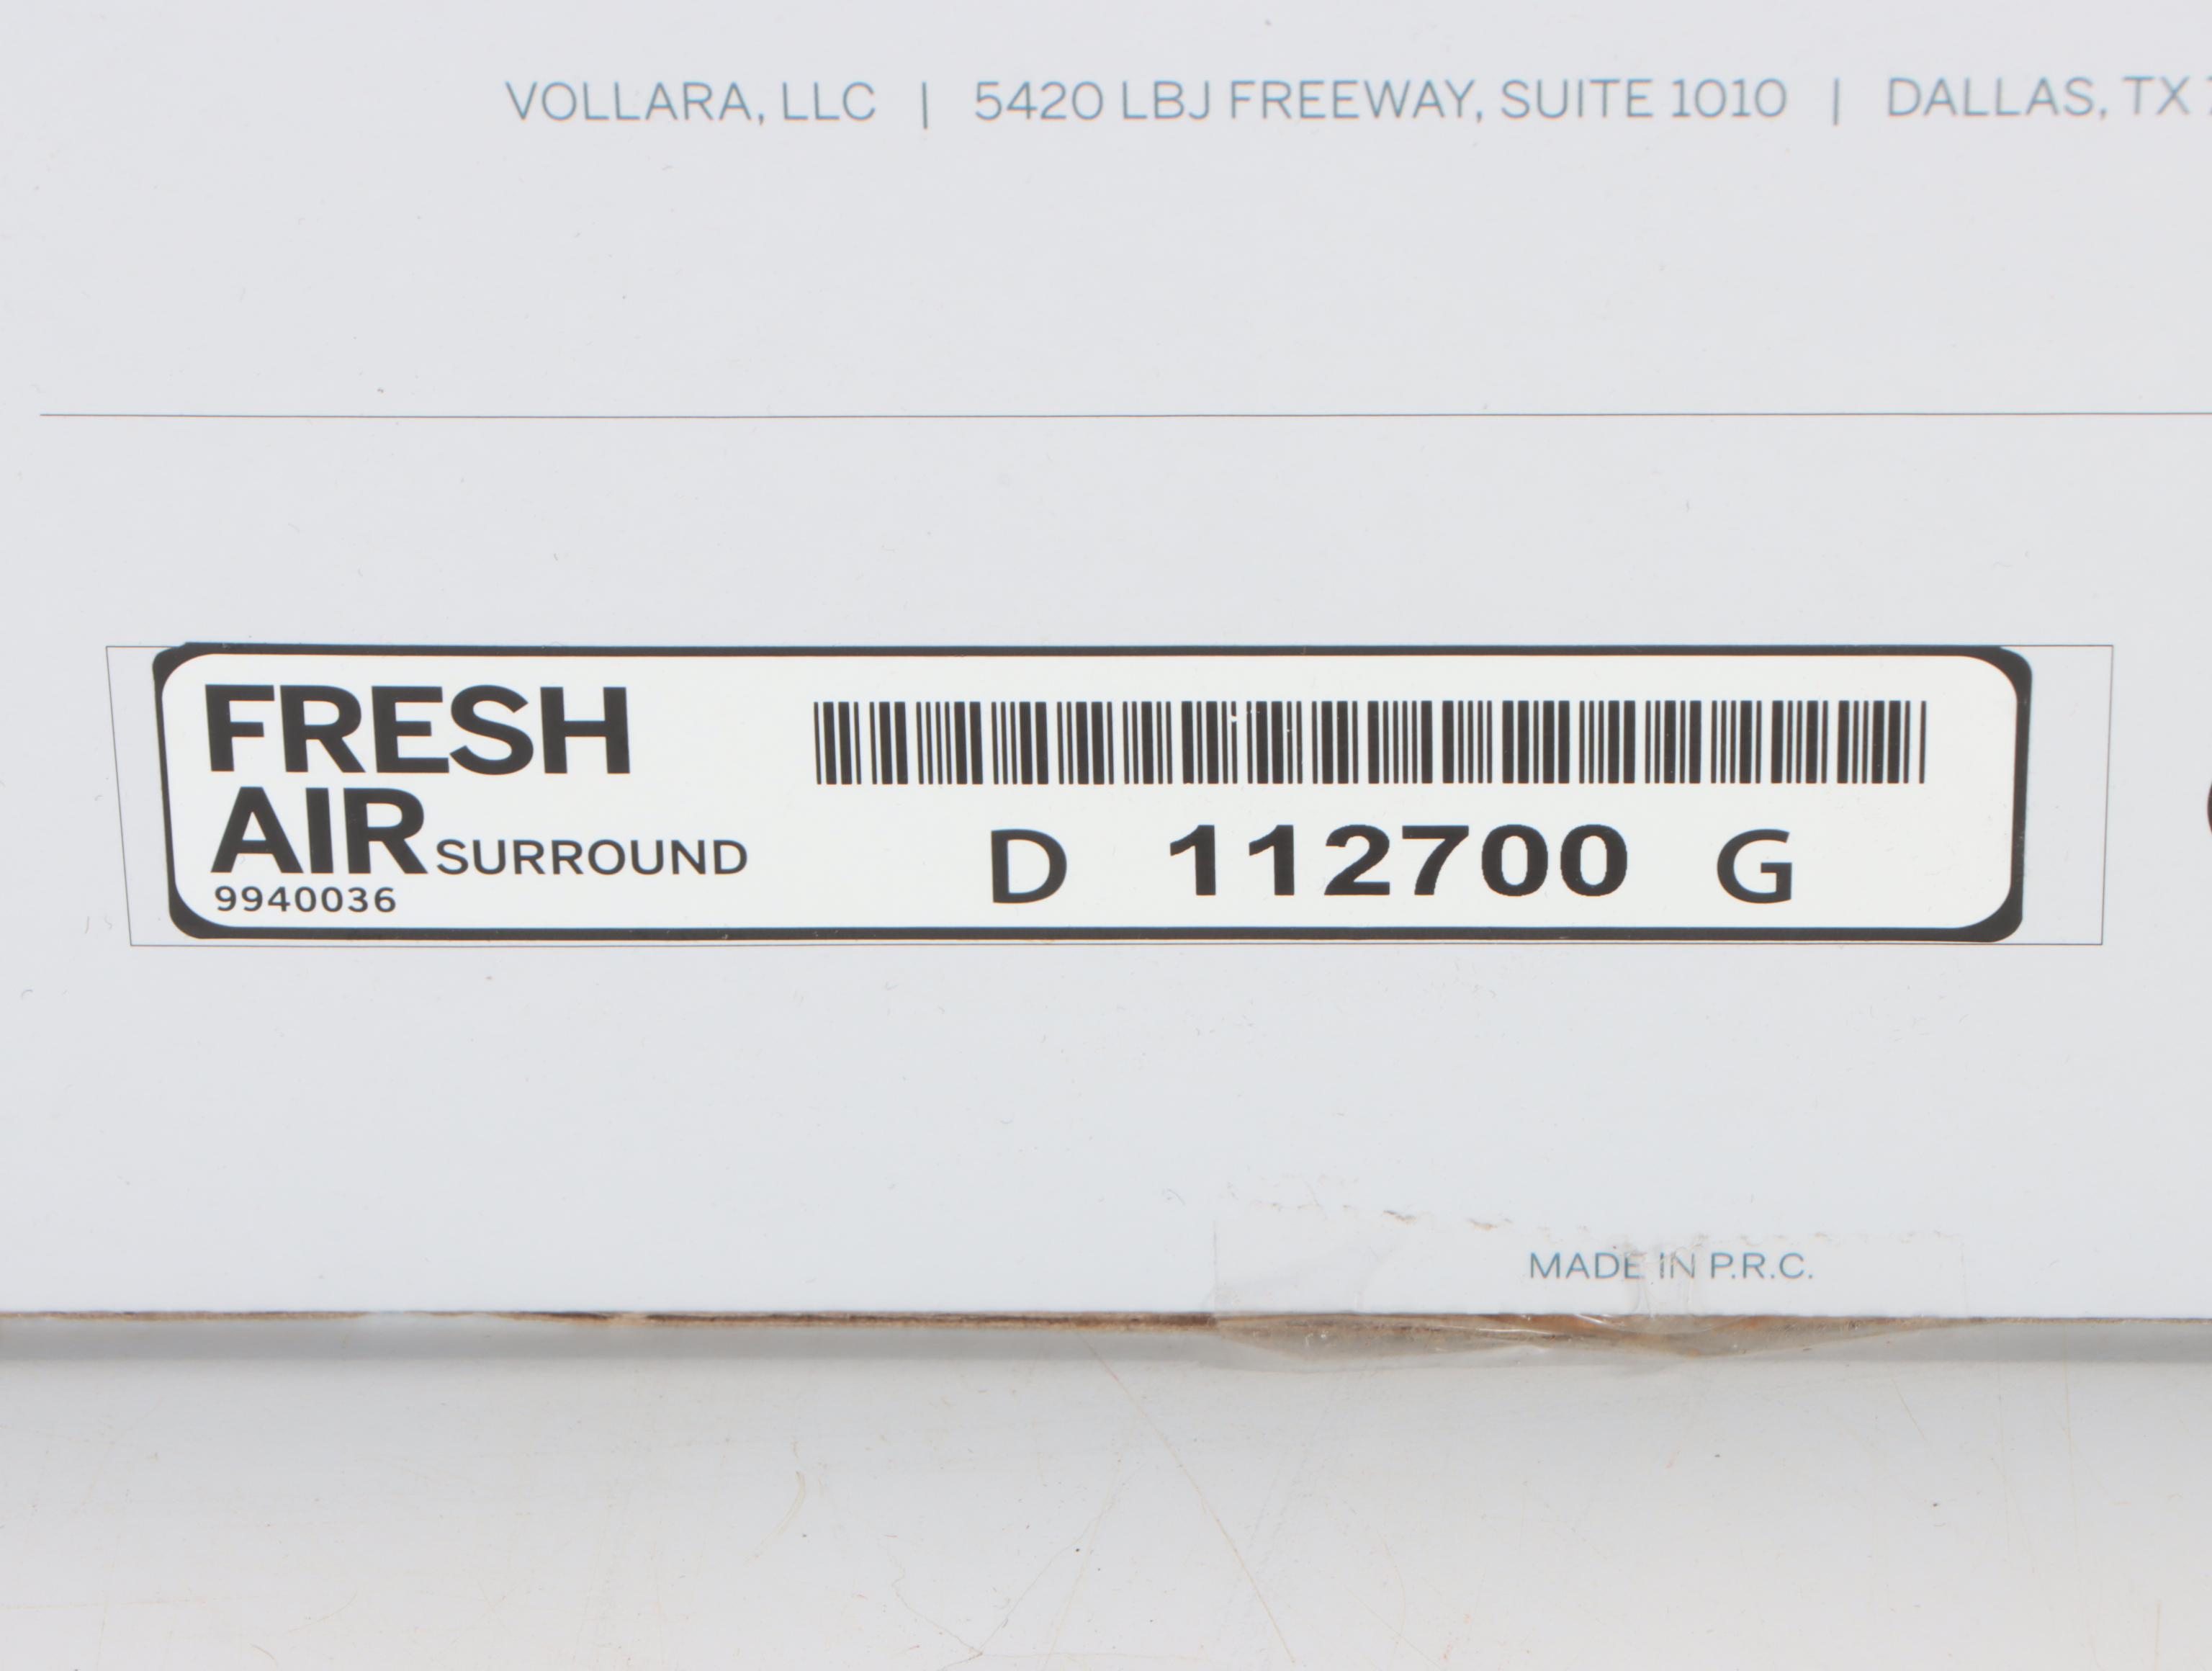 VOLLARA, LLC | 5420 LBJ FREEWAY, SUITE 1010 | DALLAS, TX
FRESH
AIR SURROUND
9940036
D 112700 G
MADE IN P.R.C.